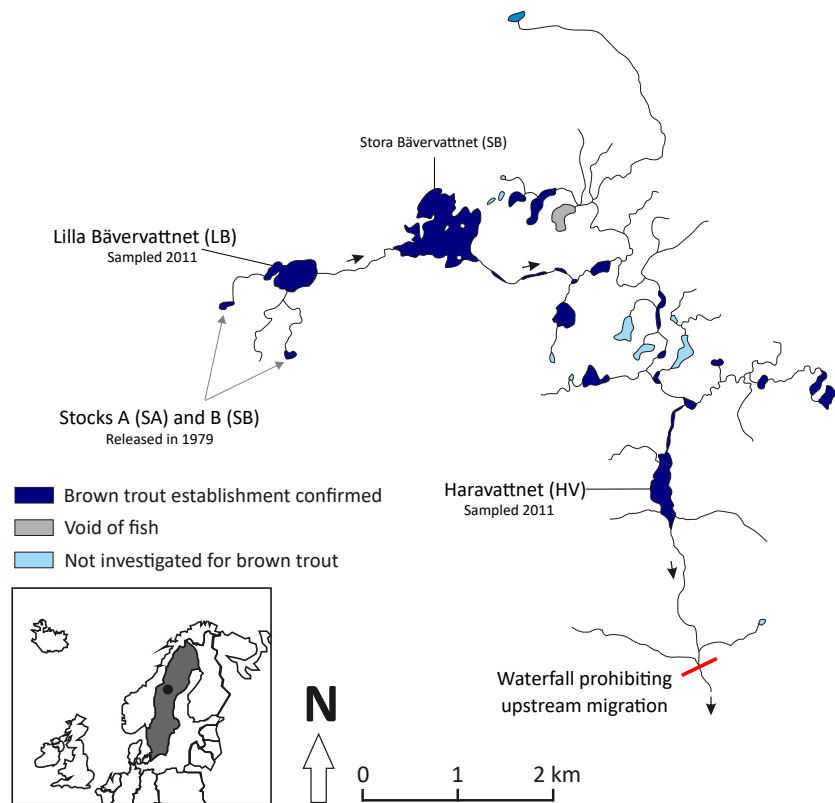 Stora Bävervattnet (SB)
Lilla Bävervattnet (LB)
Sampled 2011
Stocks A (SA) and B (SB)
Released in 1979
Brown trout establishment confirmed
Void of fish
Not investigated for brown trout
Haravattnet (HV)
Sampled 2011
Waterfall prohibiting
upstream migration
N
0 1 2 km